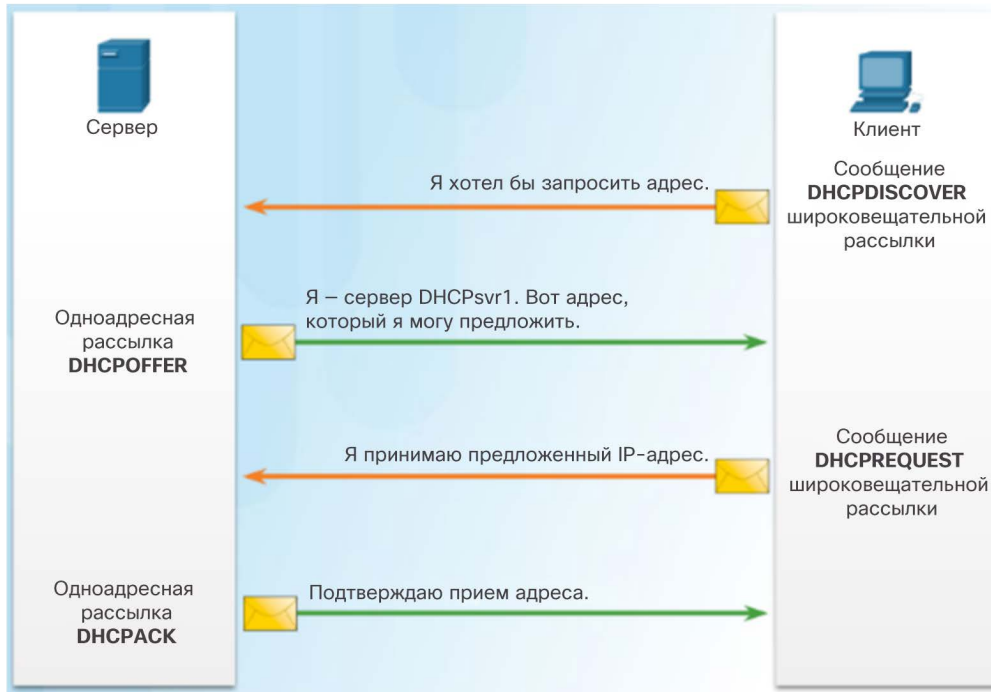 Сервер
Клиент
Я хотел бы запросить адрес.
Сообщение
DHCPDISCOVER
широковещательной
рассылки
Одноадресная
рассылка
DHCPOFFER
Я – сервер DHCPsvr1. Вот адрес,
который я могу предложить.
Я принимаю предложенный IP-адрес.
Сообщение
DHCPREQUEST
широковещательной
рассылки
Одноадресная
рассылка
DHCPACK
Подтверждаю прием адреса.